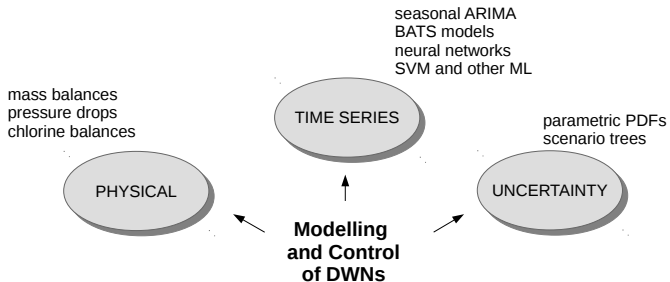 seasonal ARIMA
BATS models
neural networks
SVM and other ML
mass balances
pressure drops
chlorine balances
TIME SERIES
parametric PDFs
scenario trees
PHYSICAL
UNCERTAINTY
Modelling
and Control
of DWNs